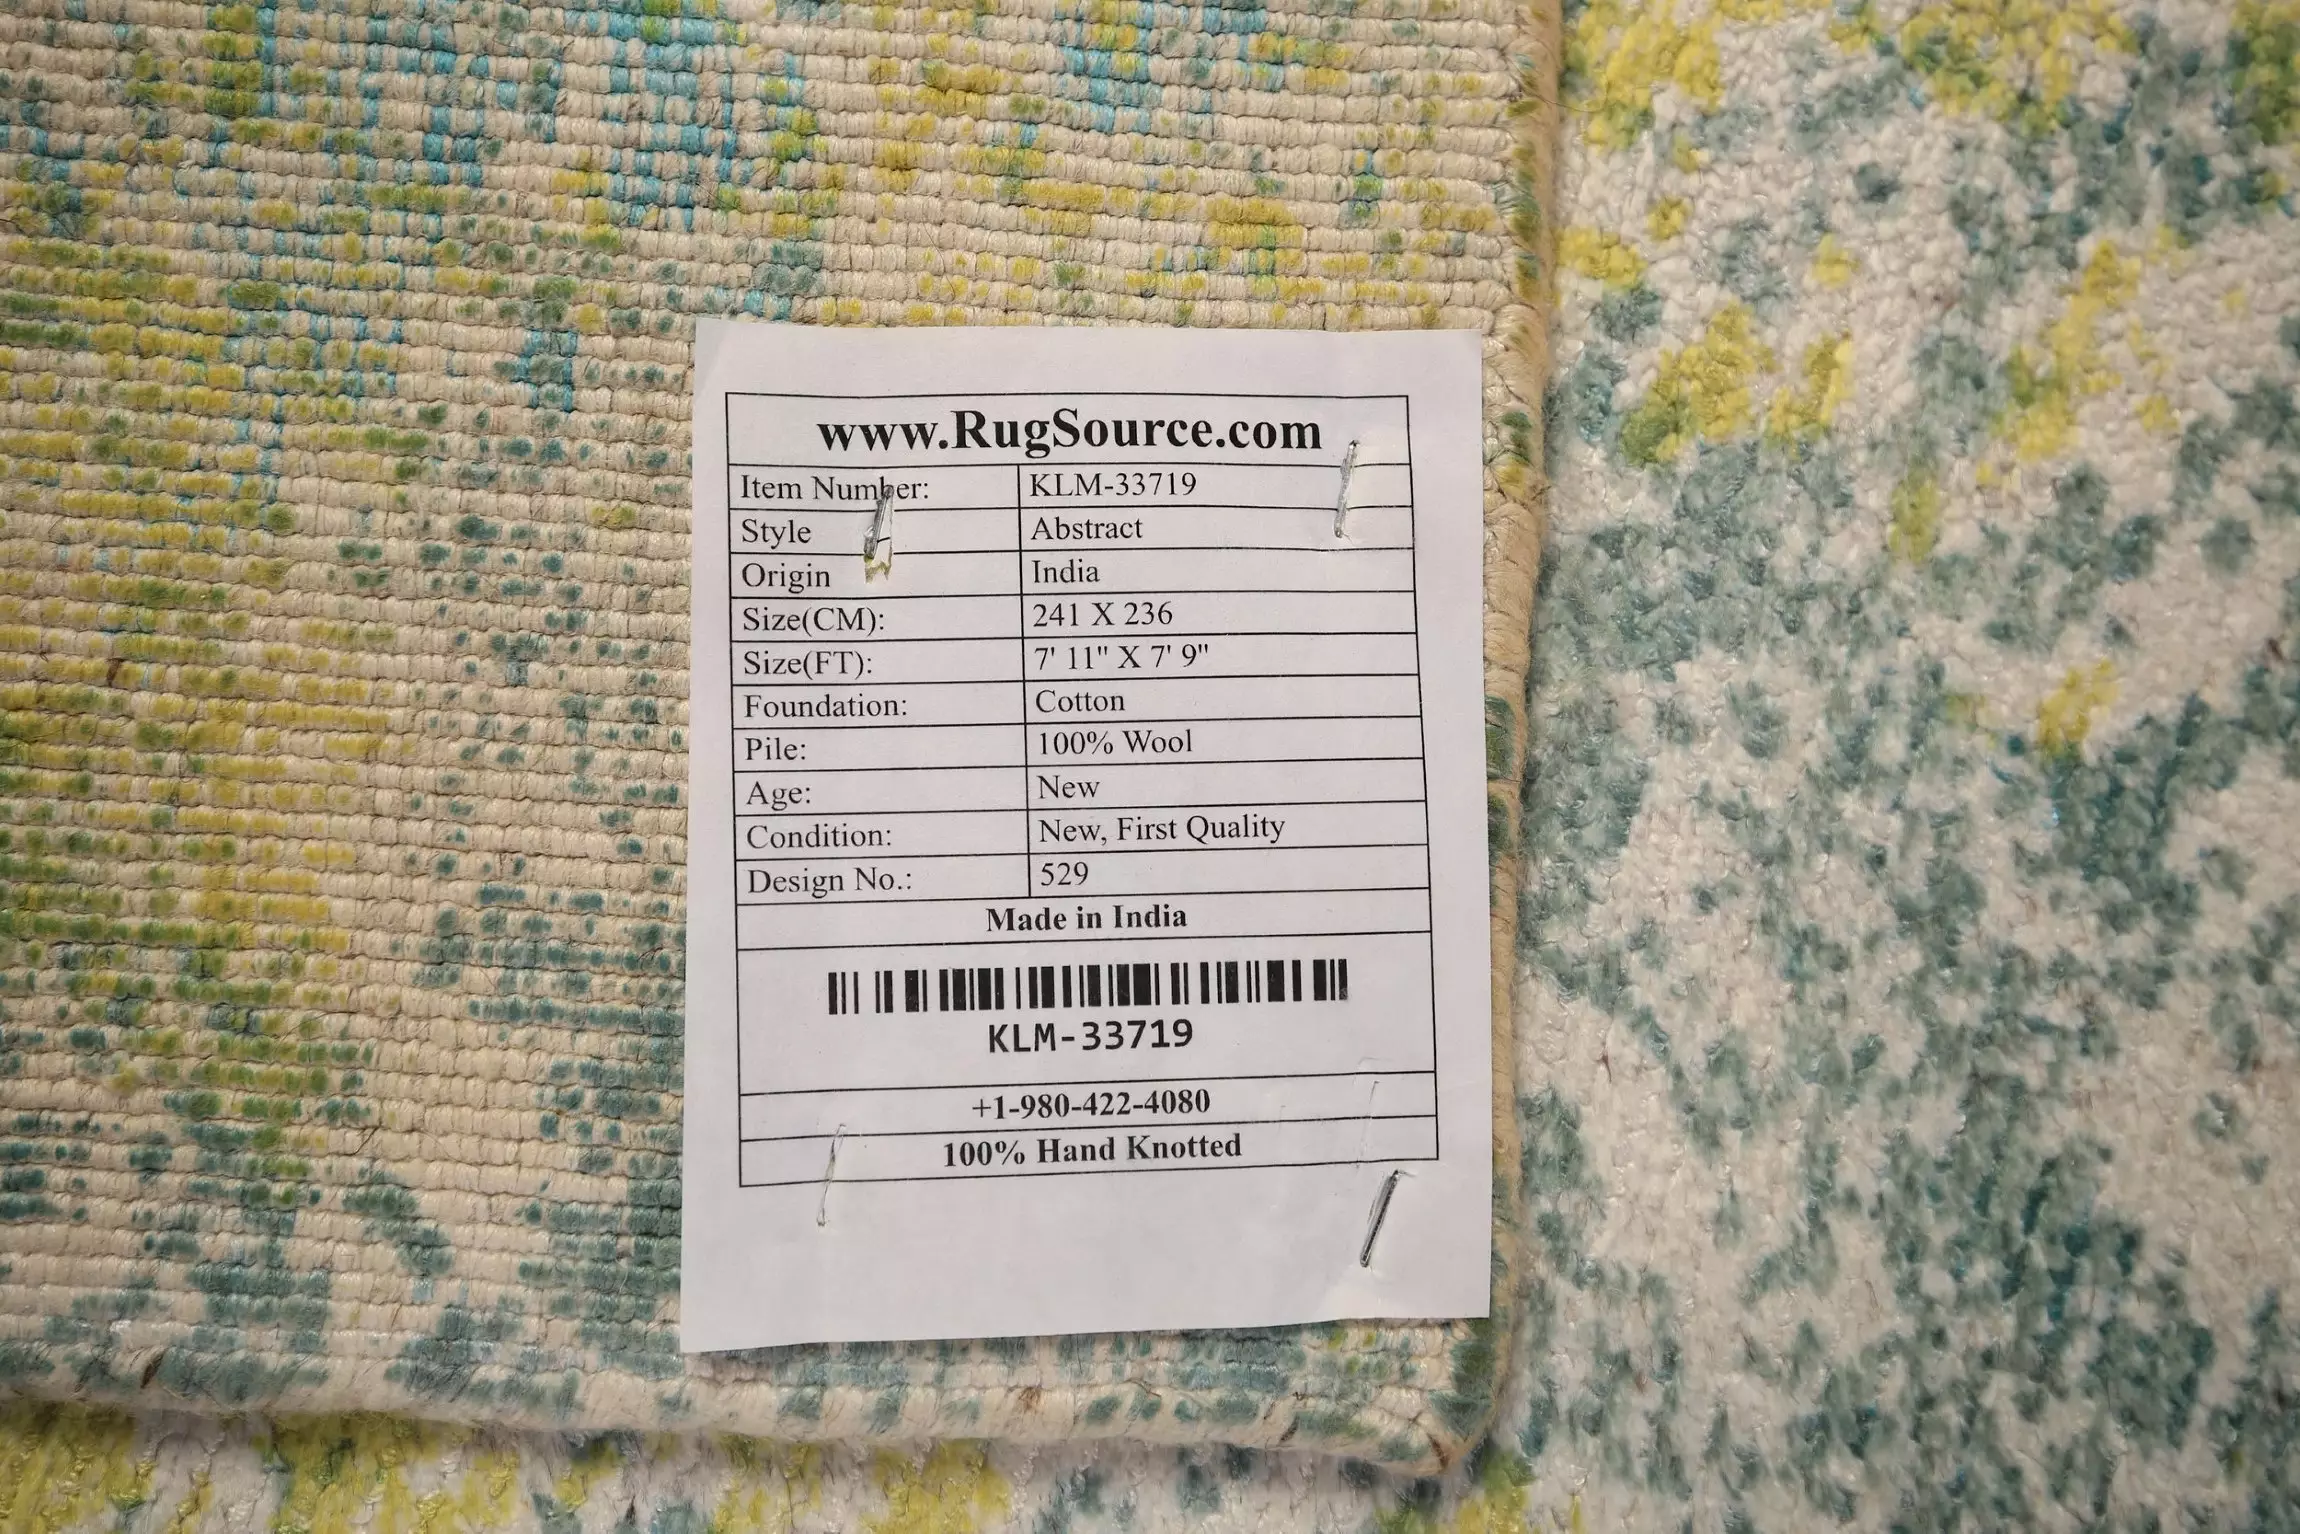 www.RugSource.com
Item Number: KLM-33719
Style Abstract
Origin India
Size(CM): 241 X 236
Size(FT): 7' 11" X 7' 9"
Foundation: Cotton
Pile: 100% Wool
Age: New
Condition: New, First Quality
Design No.: 529
Made in India
KLM-33719
+1-980-422-4080
100% Hand Knotted